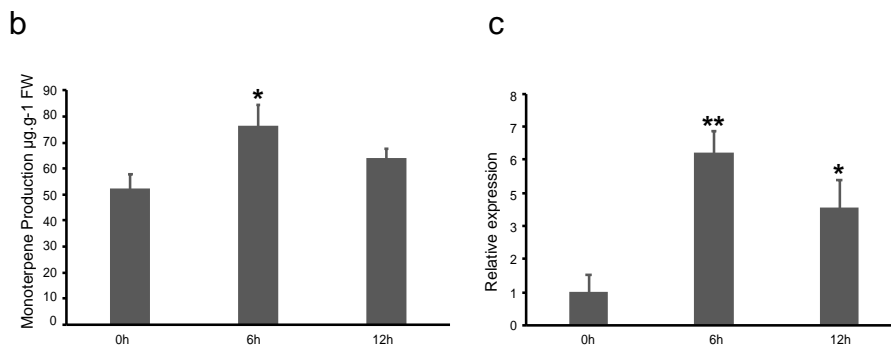 b
Monoterpene Production µg.g-1 FW
90
80
70
60
50
40
30
20
10
0
*
0h
6h
12h
c
Relative expression
8
7
6
5
3
2
1
0
**
*
0h
6h
12h